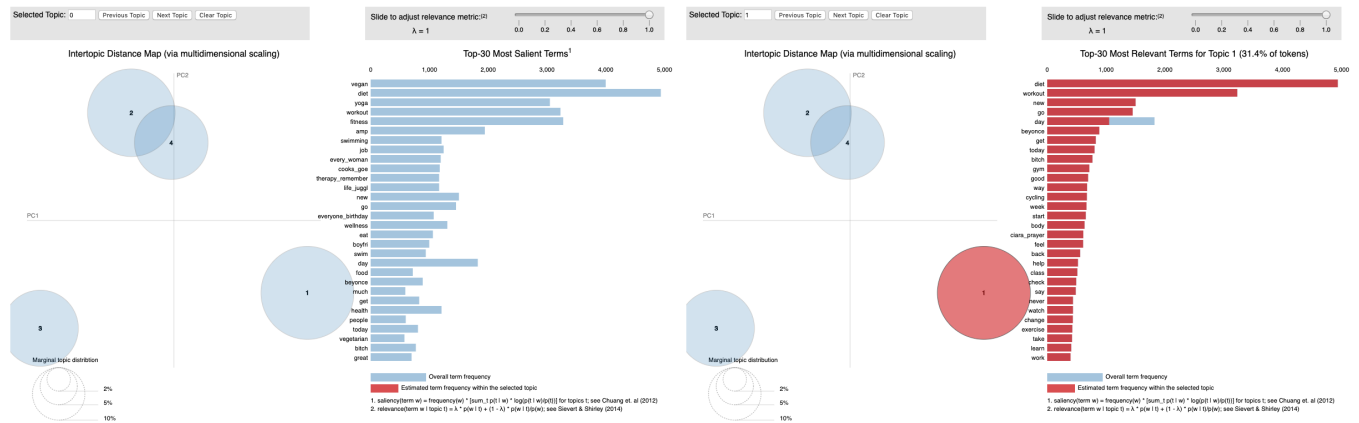 Selected Topic: 0 Previous Topic Next Topic Clear Topic
Slide to adjust relevance metric:(2)
λ = 1
0.0 0.2 0.4 0.6 0.8 1.0
Intertopic Distance Map (via multidimensional scaling)
PC2
PC1
2
4
1
3
Marginal topic distribtion
2%
5%
10%
Top-30 Most Salient Terms1
0 1,000 2,000 3,000 4,000 5,000
vegan
diet
yoga
workout
fitness
amp
swimming
job
every_woman
cooks_goe
therapy_remember
life_juggl
new
go
everyone_birthday
wellness
eat
boyfri
swim
day
food
beyonce
much
get
health
people
today
vegetarian
bitch
great
Overall term frequency
Estimated term frequency within the selected topic
1. saliency(term w) = frequency(w) * [sum_t p(t | w) * log(p(t | w)/p(t))] for topics t; see Chuang et. al (2012)
2. relevance(term w | topic t) = λ * p(w | t) + (1 - λ) * p(w | t)/p(w); see Sievert & Shirley (2014)
Selected Topic: 1 Previous Topic Next Topic Clear Topic
Slide to adjust relevance metric:(2)
λ = 1
0.0 0.2 0.4 0.6 0.8 1.0
Intertopic Distance Map (via multidimensional scaling)
PC2
PC1
2
4
1
3
Marginal topic distribution
2%
5%
10%
Top-30 Most Relevant Terms for Topic 1 (31.4% of tokens)
0 1,000 2,000 3,000 4,000 5,000
diet
workout
new
go
day
beyonce
get
today
bitch
gym
good
way
cycling
week
start
body
ciara_prayer
feel
back
help
class
check
say
never
watch
change
exercise
take
learn
work
Overall term frequency
Estimated term frequency within the selected topic
1. saliency(term w) = frequency(w) * [sum_t p(t | w) * log(p(t | w)/p(t))] for topics t; see Chuang et. al (2012)
2. relevance(term w | topic t) = λ * p(w | t) + (1 - λ) * p(w | t)/p(w); see Sievert & Shirley (2014)